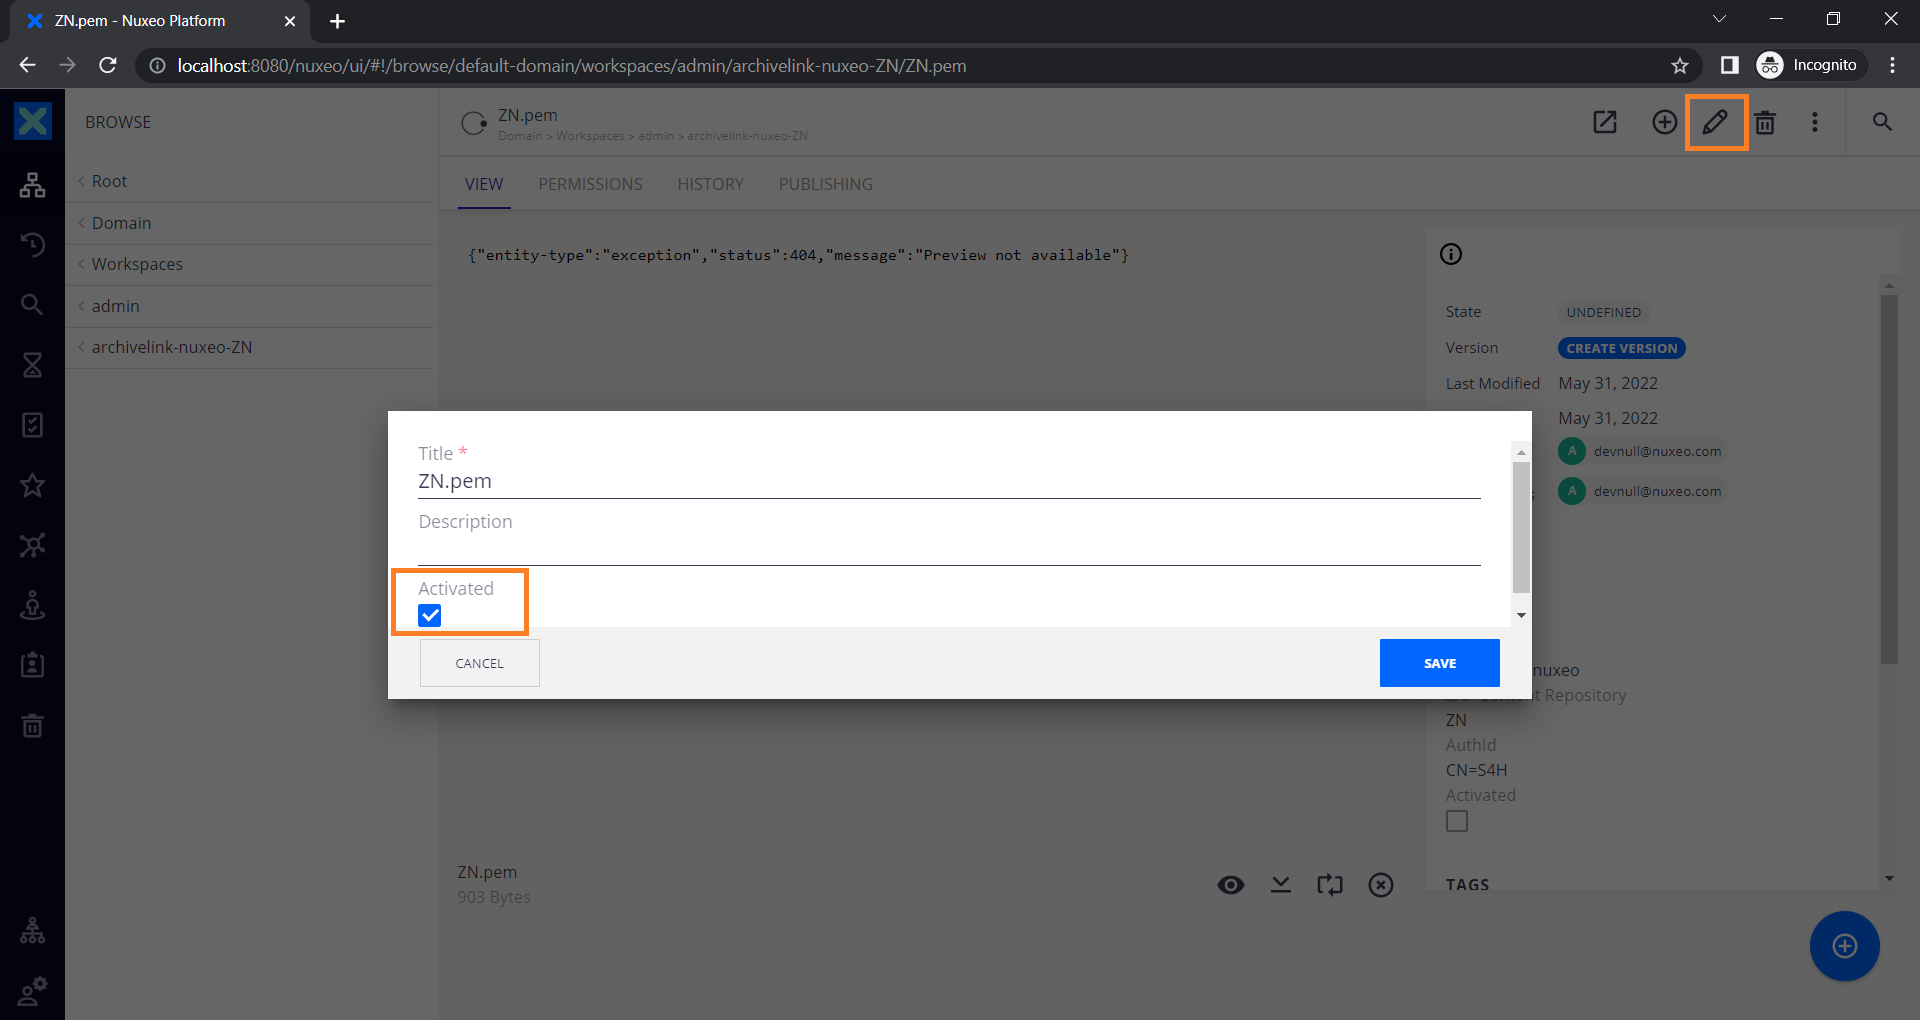 ZN.pem - Nuxeo Platform
localhost:8080/nuxeo/ui/#!/browse/default-domain/workspaces/admin/archivelink-nuxeo-ZN/ZN.pem
Incognito
BROWSE
Root
Domain
Workspaces
admin
archivelink-nuxeo-ZN
ZN.pem
Domain > Workspaces > admin > archivelink-nuxeo-ZN
VIEW PERMISSIONS HISTORY PUBLISHING
{"entity-type":"exception","status":404,"message":"Preview not available"}
State UNDEFINED
Version CREATE VERSION
Last Modified May 31, 2022
May 31, 2022
A devnull@nuxeo.com
A devnull@nuxeo.com
Title *
ZN.pem
Description
Activated
CANCEL
SAVE
nuxeo
Repository
ZN
AuthId
CN=S4H
Activated
TAGS
ZN.pem
903 Bytes